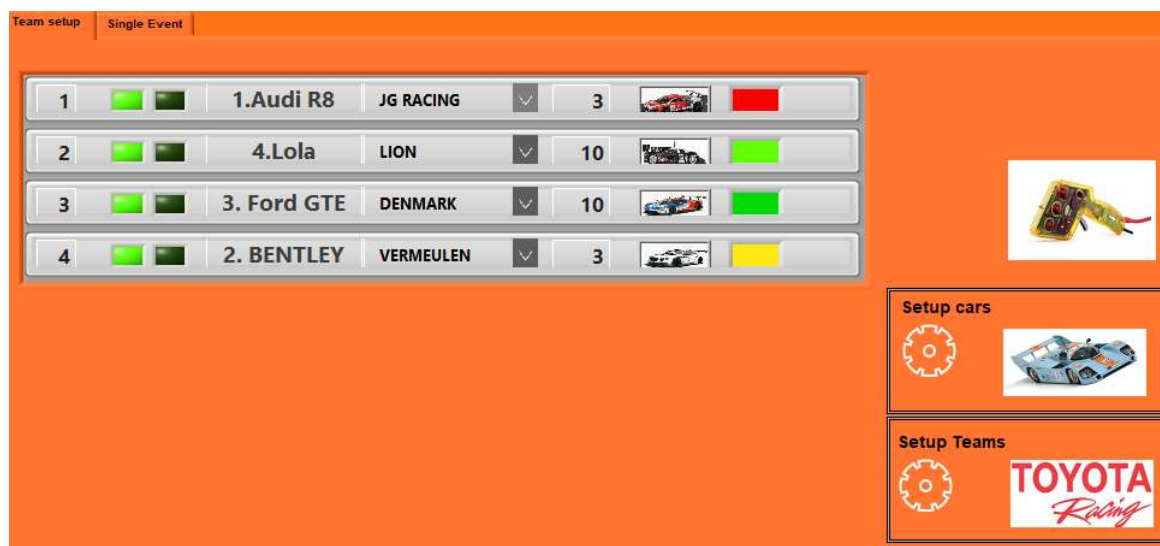 Team setup Single Event
1 1.Audi R8 JG RACING 3
2 4.Lola LION 10
3 3. Ford GTE DENMARK 10
4 2. BENTLEY VERMEULEN 3
Setup cars
Setup Teams
TOYOTA
Racing